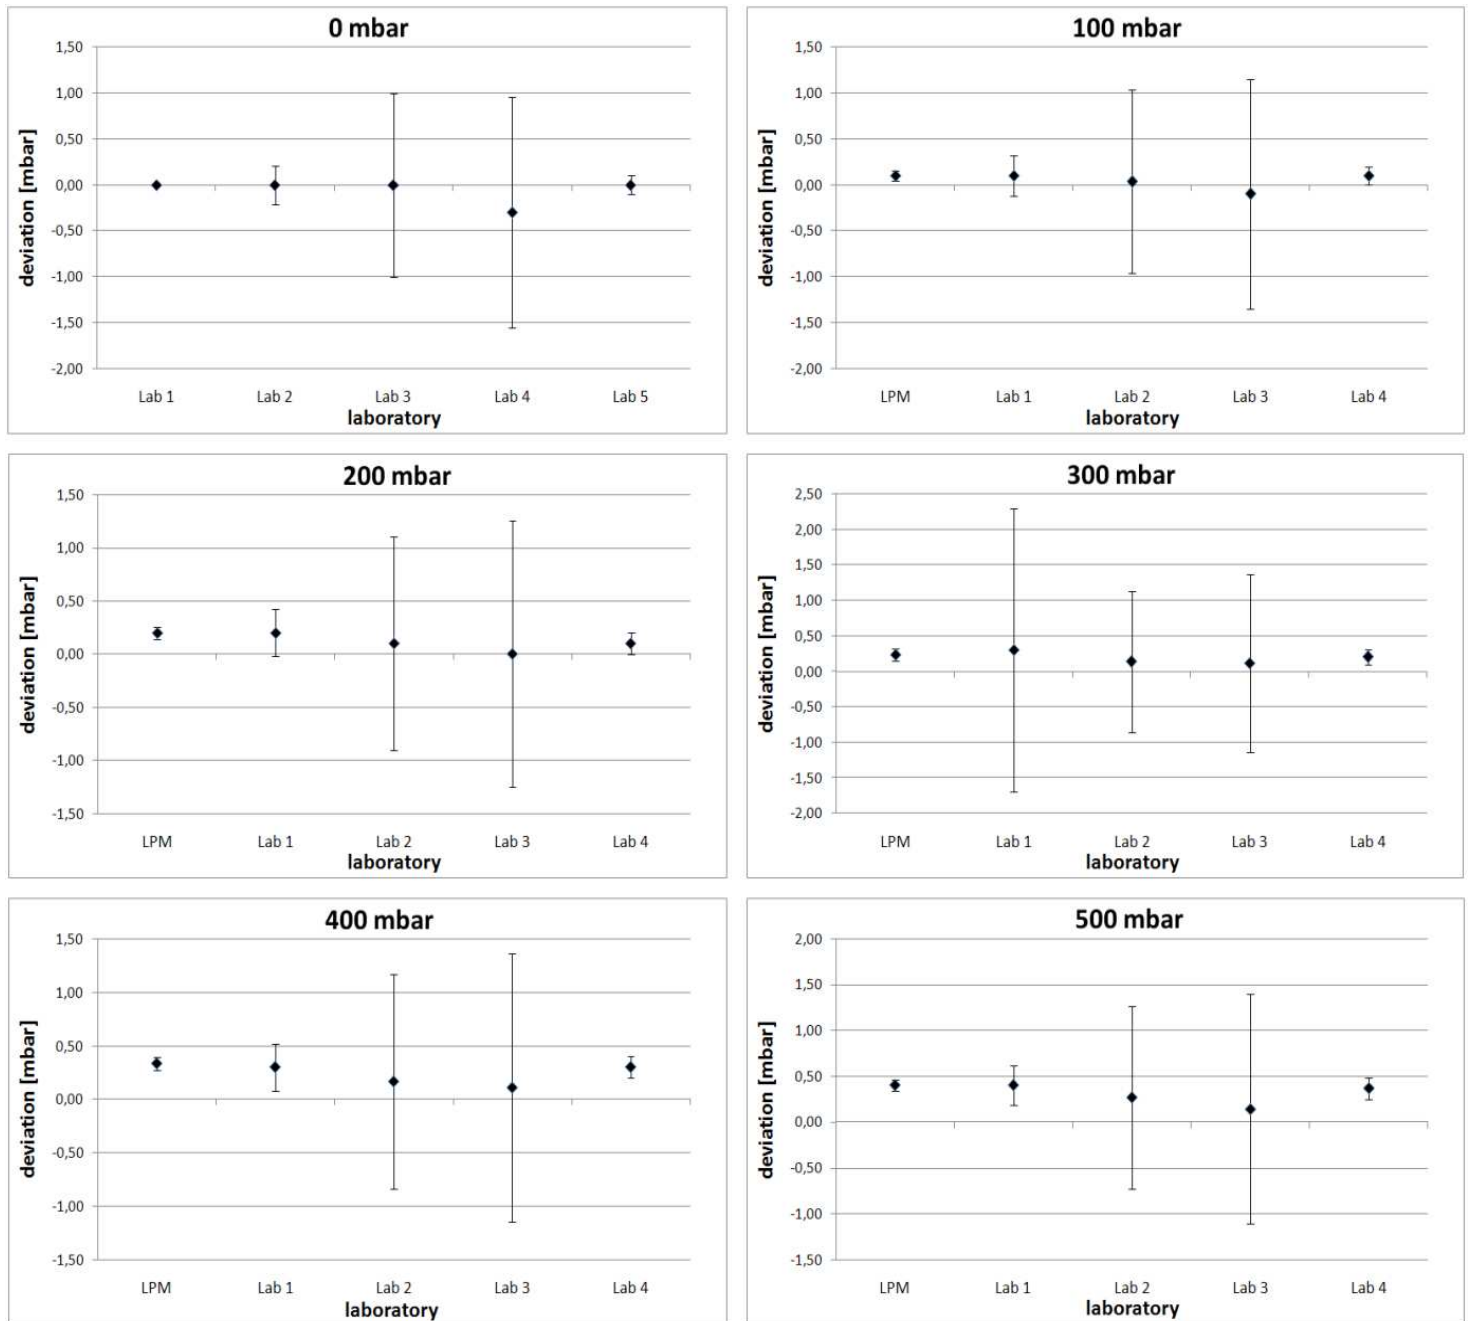 0 mbar
1,50
1,00
0,50
0,00
-0,50
-1,00
-1,50
-2,00
deviation [mbar]
Lab 1 Lab 2 Lab 3 Lab 4 Lab 5
laboratory
100 mbar
1,50
1,00
0,50
0,00
-0,50
-1,00
-1,50
-2,00
deviation [mbar]
LPM Lab 1 Lab 2 Lab 3 Lab 4
laboratory
200 mbar
1,50
1,00
0,50
0,00
-0,50
-1,00
-1,50
deviation [mbar]
LPM Lab 1 Lab 2 Lab 3 Lab 4
laboratory
300 mbar
2,50
2,00
1,50
1,00
0,50
0,00
-0,50
-1,00
-1,50
-2,00
deviation [mbar]
LPM Lab 1 Lab 2 Lab 3 Lab 4
laboratory
400 mbar
1,50
1,00
0,50
0,00
-0,50
-1,00
-1,50
deviation [mbar]
LPM Lab 1 Lab 2 Lab 3 Lab 4
laboratory
500 mbar
2,00
1,50
1,00
0,50
0,00
-0,50
-1,00
-1,50
deviation [mbar]
LPM Lab 1 Lab 2 Lab 3 Lab 4
laboratory